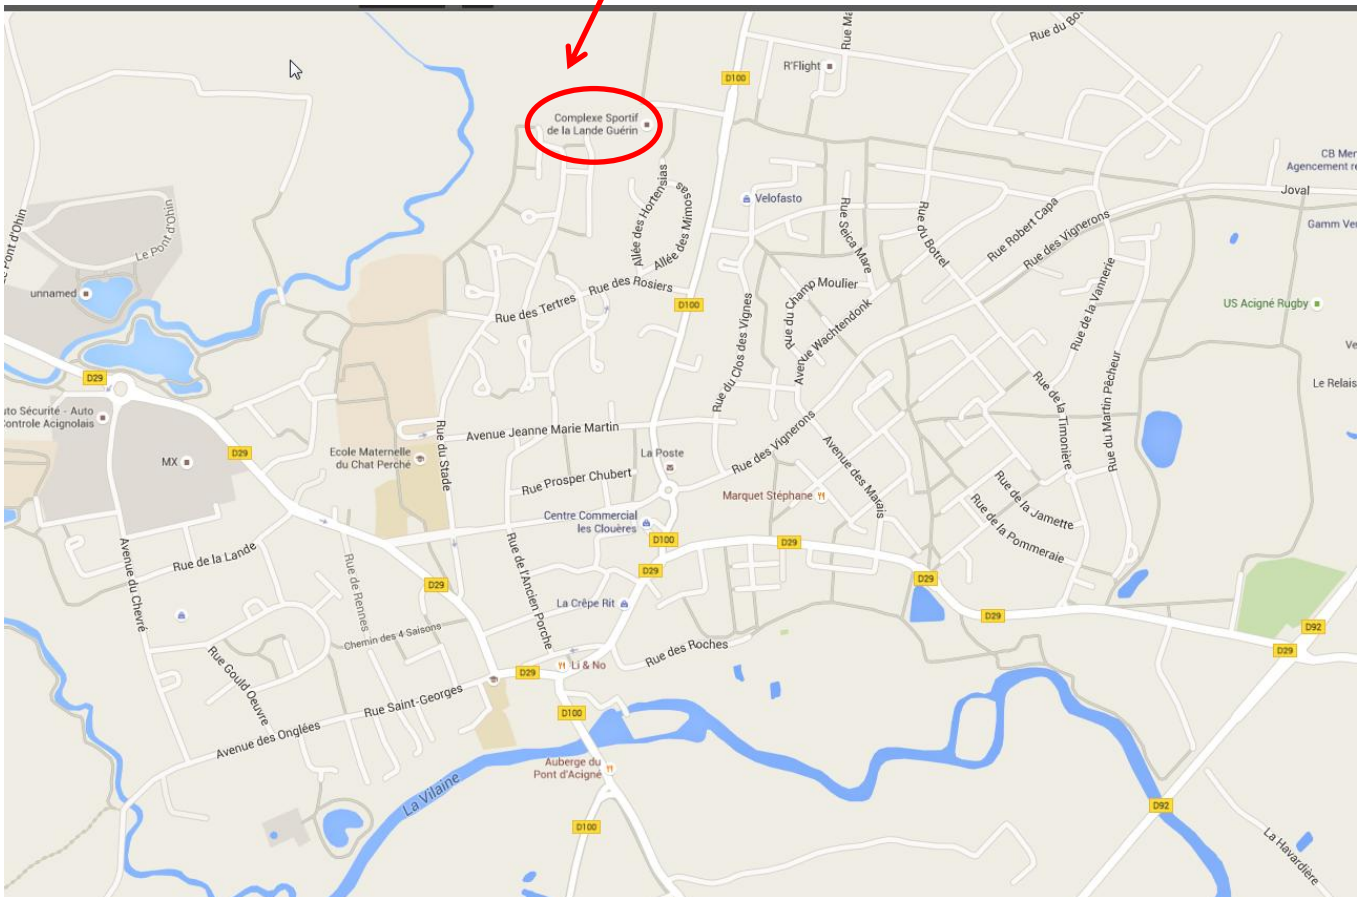 Rue du Bot
Rue Ma
R'Flight
D100
Complexe Sportif
de la Lande Guérin
CB Mer
Agencement re
Joval
Velofasto
Allée des Hortensias
Allée des Mimosas
Rue Seica Mare
Rue du Botrel
Rue Robert Capa
Rue des Vignerons
Gamm Ver
Le Pont d'Ohin
Le Pont d'Ohin
unnamed
Rue des Tertres
Rue des Rosiers
D100
Rue du Champ Moulier
Avenue Wachtendonk
Rue de la Vannerie
US Acigné Rugby
Ve
Rue du Clos des Vignes
D29
Le Relais
uto Sécurité - Auto
Controle Acignolais
Rue du Stade
Avenue Jeanne Marie Martin
Rue de la Timonière
Rue du Martin Pêcheur
D29
MX
Ecole Maternelle
du Chat Perché
La Poste
Rue des Vignerons
Avenue des Marais
Rue Prosper Chubert
Marquet Stéphane
Rue de la Jamette
Rue de la Pommeraie
Centre Commercial
les Clouères
D100
D29
D29
Avenue du Chevré
Rue de la Lande
Rue de Rennes
Rue de l'Ancien Porche
D29
D29
La Crêpe Rit
D29
D92
Chemin des 4 Saisons
Rue des Roches
D29
Rue Gould Oeuvre
D29
Li & No
Rue Saint-Georges
D100
Avenue des Onglées
Auberge du
Pont d'Acigné
La Vilaine
D92
D100
La Havardière